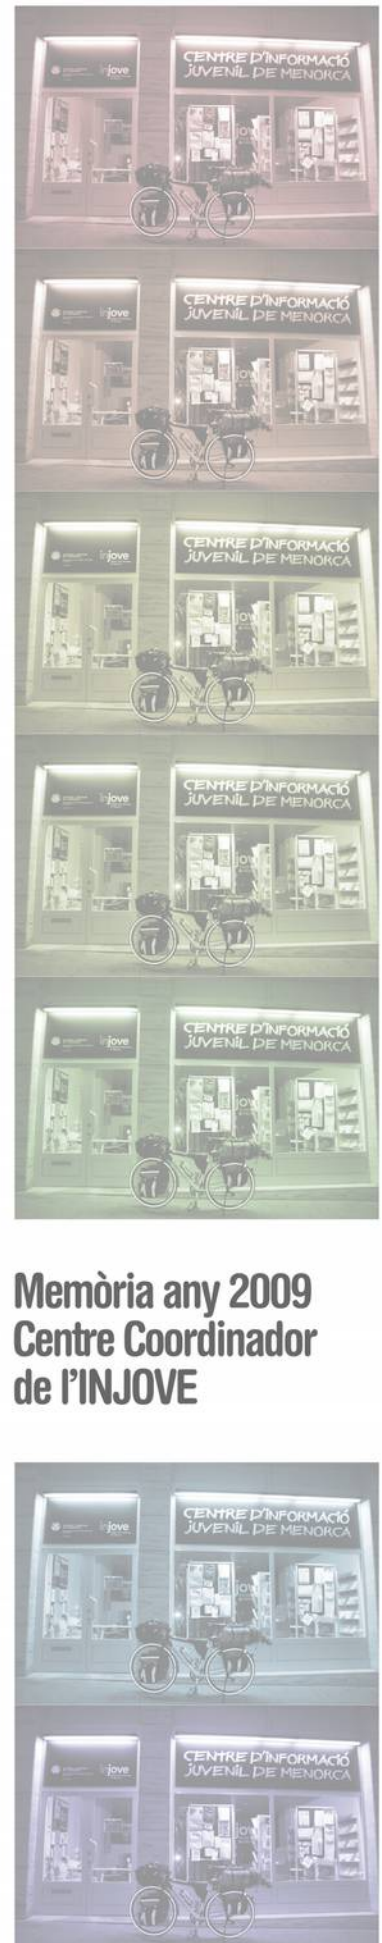 injove
CENTRE D'INFORMACIÓ
JUVENIL DE MENORCA
injove
CENTRE D'INFORMACIÓ
JUVENIL DE MENORCA
injove
CENTRE D'INFORMACIÓ
JUVENIL DE MENORCA
injove
CENTRE D'INFORMACIÓ
JUVENIL DE MENORCA
injove
CENTRE D'INFORMACIÓ
JUVENIL DE MENORCA
Memòria any 2009
Centre Coordinador
de l'INJOVE
injove
CENTRE D'INFORMACIÓ
JUVENIL DE MENORCA
injove
CENTRE D'INFORMACIÓ
JUVENIL DE MENORCA